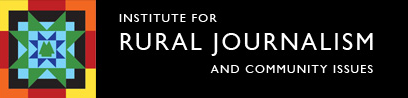 INSTITUTE FOR
RURAL JOURNALISM
AND COMMUNITY ISSUES